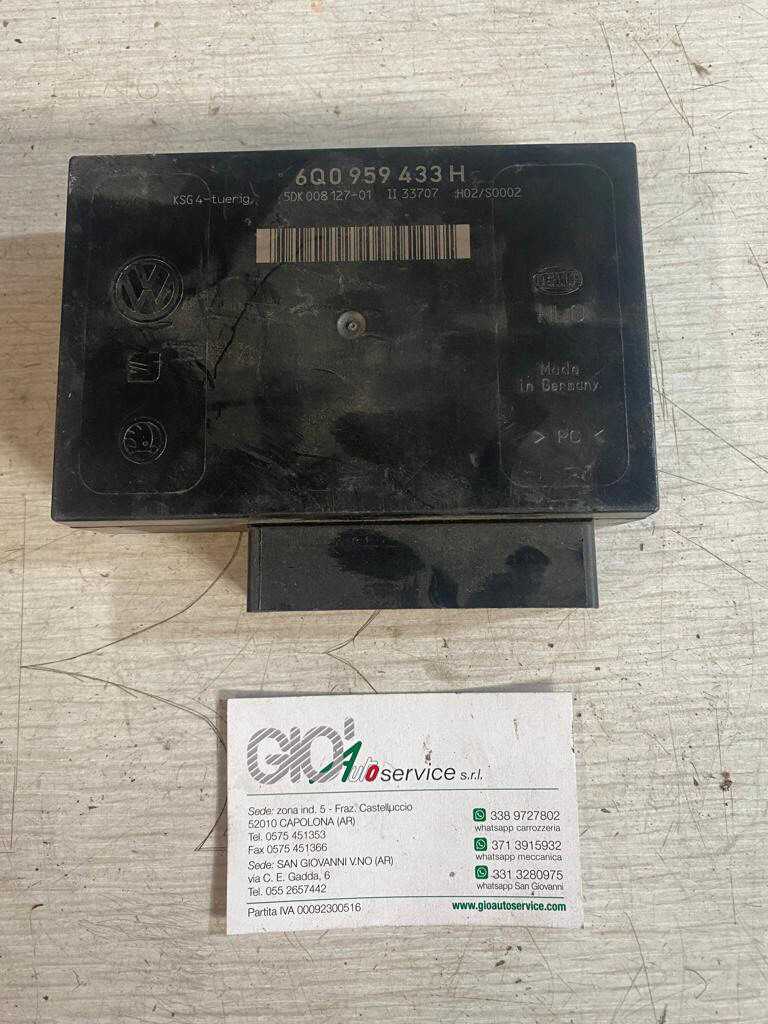 6Q0 959 433 H
KSG 4-tuerig. 5DK 008 127-01 II 33707 H02/S0002
HELLA
Made
in Germany
> PC <
GIO' Autoservice s.r.l.
Sede: zona ind. 5 - Fraz. Castelluccio
52010 CAPOLONA (AR)
Tel. 0575 451353
Fax 0575 451366
Sede: SAN GIOVANNI V.NO (AR)
via C. E. Gadda, 6
Tel. 055 2657442
Partita IVA 00092300516
338 9727802
whatsapp carrozzeria
371 3915932
whatsapp meccanica
331 3280975
whatsapp San Giovanni
www.gioautoservice.com